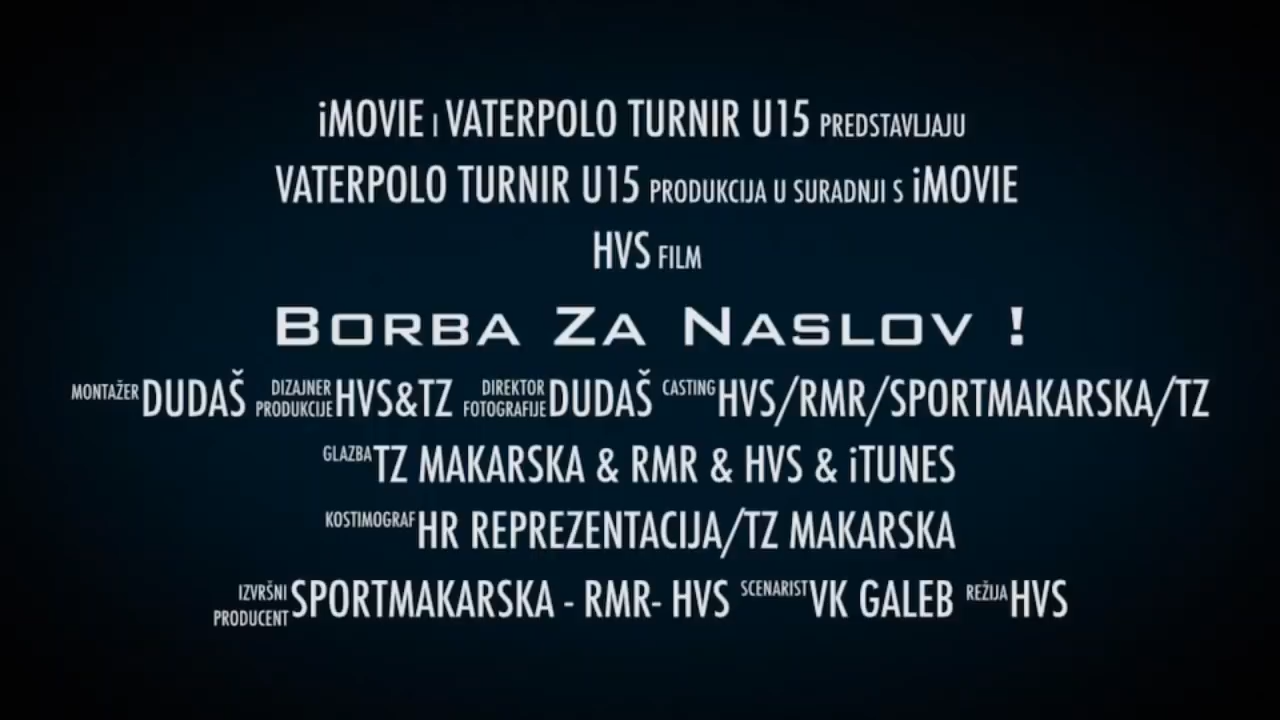 iMOVIE I VATERPOLO TURNIR U15 PREDSTAVLJAJU
VATERPOLO TURNIR U15 PRODUKCIJA U SURADNJI S iMOVIE
HVS FILM
BORBA ZA NASLOV !
MONTAŽER DUDAŠ DIZAJNER PRODUKCIJE HVS&TZ DIREKTOR FOTOGRAFIJE DUDAŠ CASTING HVS/RMR/SPORTMAKARSKA/TZ
GLAZBA TZ MAKARSKA & RMR & HVS & iTUNES
KOSTIMOGRAF HR REPREZENTACIJA/TZ MAKARSKA
IZVRŠNI PRODUCENT SPORTMAKARSKA - RMR- HVS SCENARIST VK GALEB REŽIJA HVS